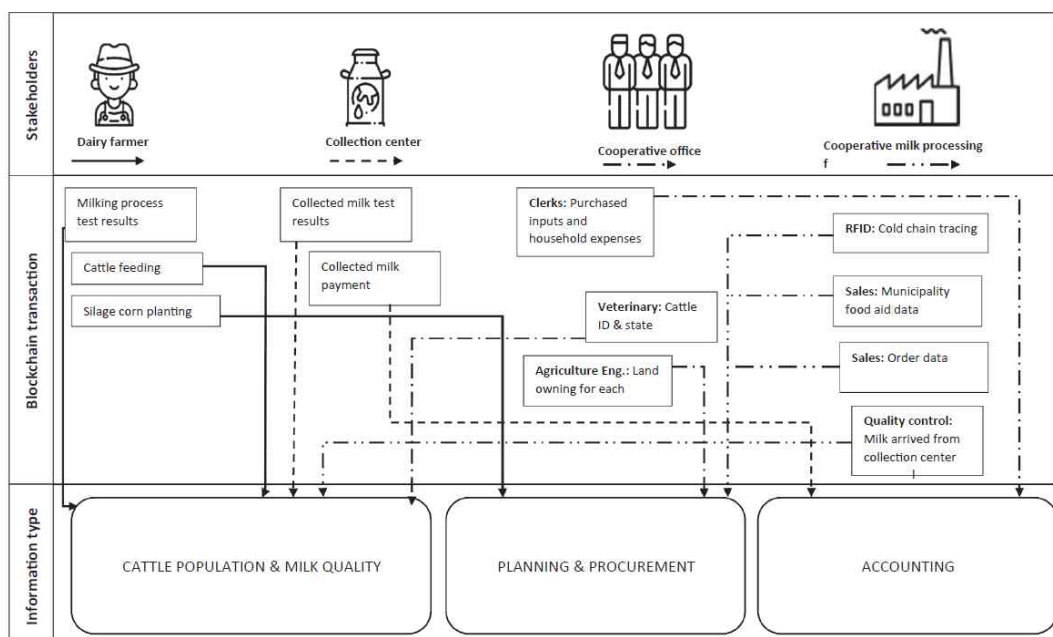 Stakeholders
Dairy farmer
Collection center
Cooperative office
Cooperative milk processing
f
Blockchain transaction
Milking process
test results
Cattle feeding
Silage corn planting
Collected milk test
results
Collected milk
payment
Clerks: Purchased
inputs and
household expenses
Veterinary: Cattle
ID & state
Agriculture Eng.: Land
owning for each
RFID: Cold chain tracing
Sales: Municipality
food aid data
Sales: Order data
Quality control:
Milk arrived from
collection center
Information type
CATTLE POPULATION & MILK QUALITY
PLANNING & PROCUREMENT
ACCOUNTING